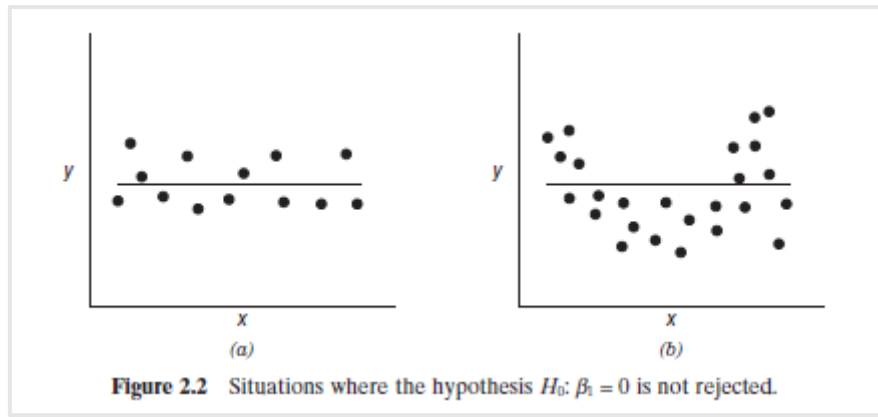 y
x
(a)
y
x
(b)
Figure 2.2 Situations where the hypothesis H₀: β₁ = 0 is not rejected.